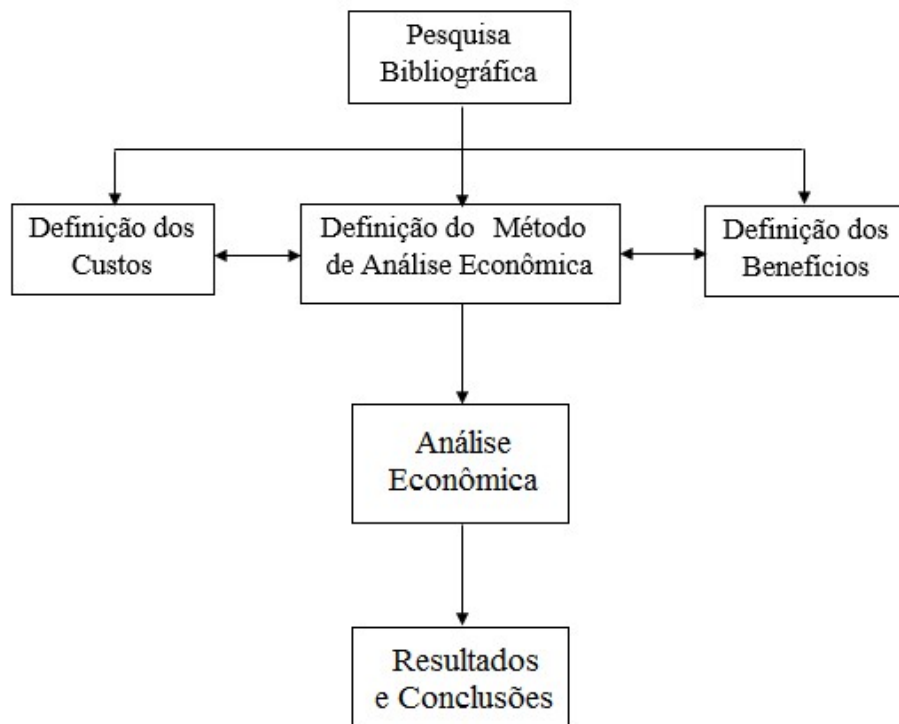 Pesquisa
Bibliográfica
Definição dos
Custos
Definição do Método
de Análise Econômica
Definição dos
Benefícios
Análise
Econômica
Resultados
e Conclusões